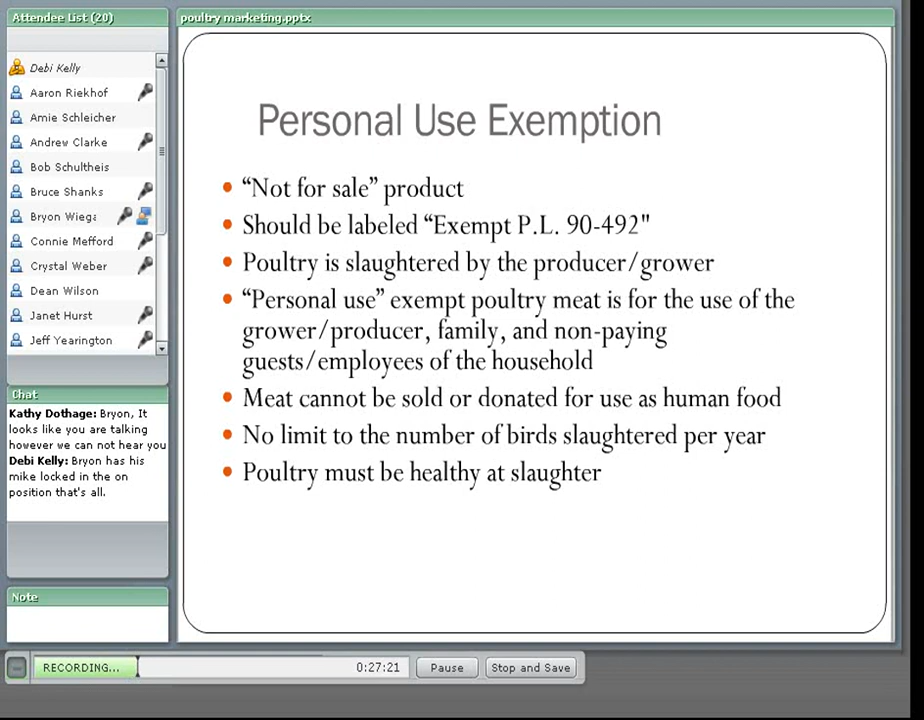 Attendee List (20)
Debi Kelly
Aaron Riekhof
Amie Schleicher
Andrew Clarke
Bob Schultheis
Bruce Shanks
Bryon Wiega
Connie Mefford
Crystal Weber
Dean Wilson
Janet Hurst
Jeff Yearington
Chat
Kathy Dothage: Bryon, It
looks like you are talking
however we can not hear you
Debi Kelly: Bryon has his
mike locked in the on
position that's all.
Note
poultry marketing.pptx
Personal Use Exemption
• “Not for sale” product
• Should be labeled “Exempt P.L. 90-492"
• Poultry is slaughtered by the producer/grower
• “Personal use” exempt poultry meat is for the use of the
grower/producer, family, and non-paying
guests/employees of the household
• Meat cannot be sold or donated for use as human food
• No limit to the number of birds slaughtered per year
• Poultry must be healthy at slaughter
RECORDING... 0:27:21 Pause Stop and Save